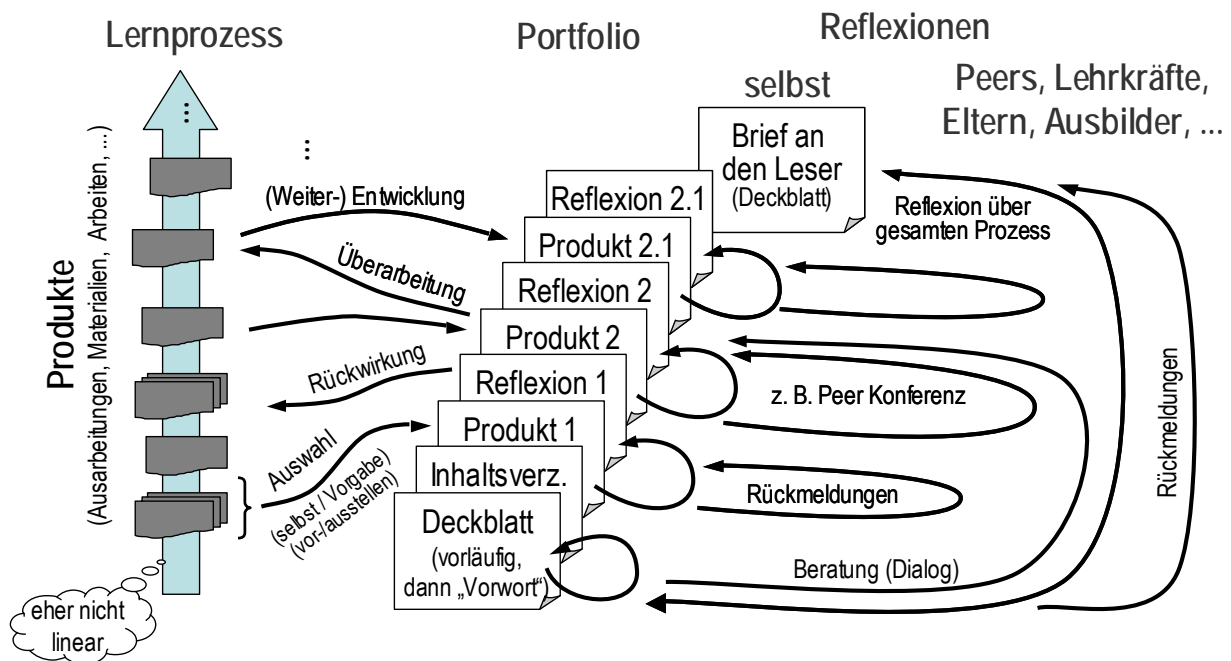 Lernprozess
Portfolio
Reflexionen
selbst
Peers, Lehrkräfte,
Eltern, Ausbilder, ...
Produkte
(Ausarbeitungen, Materialien, Arbeiten, ...)
...
...
(Weiter-) Entwicklung
Überarbeitung
Rückwirkung
Auswahl
(selbst / Vorgabe)
(vor-/ausstellen)
eher nicht
linear
Brief an
den Leser
(Deckblatt)
Reflexion 2.1
Produkt 2.1
Reflexion 2
Produkt 2
Reflexion 1
Produkt 1
Inhaltsverz.
Deckblatt
(vorläufig,
dann „Vorwort“)
Reflexion über
gesamten Prozess
z. B. Peer Konferenz
Rückmeldungen
Beratung (Dialog)
Rückmeldungen